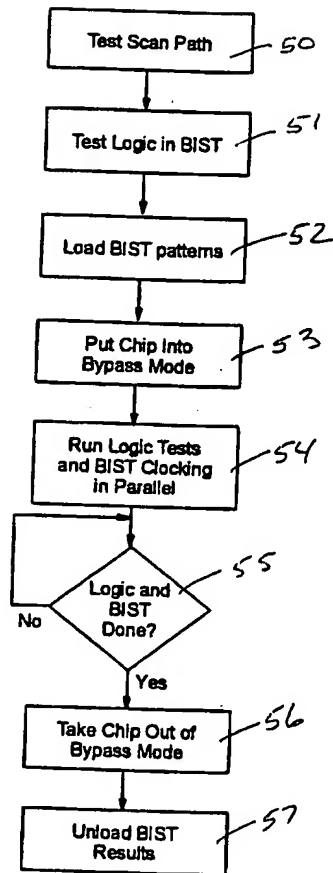 Test Scan Path
50
Test Logic in BIST
51
Load BIST patterns
52
Put Chip Into
Bypass Mode
53
Run Logic Tests
and BIST Clocking
in Parallel
54
Logic and
BIST
Done?
55
No
Yes
Take Chip Out of
Bypass Mode
56
Unload BIST
Results
57